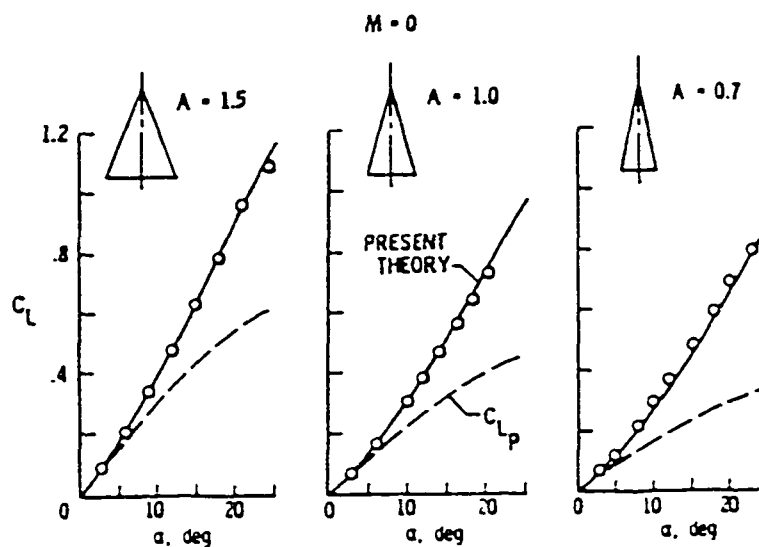 M = 0
A = 1.5
A = 1.0
A = 0.7
1.2
.8
.4
C_L
PRESENT
THEORY
C_Lp
0 10 20
0 10 20
0 10 20
α, deg
α, deg
α, deg